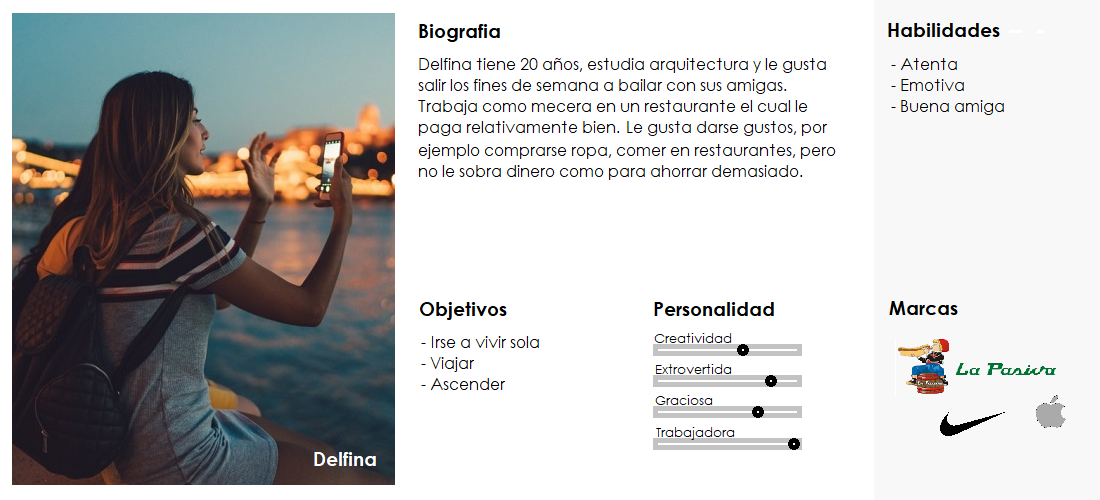 Biografia
Delfina tiene 20 años, estudia arquitectura y le gusta
salir los fines de semana a bailar con sus amigas.
Trabaja como mecera en un restaurante el cual le
paga relativamente bien. Le gusta darse gustos, por
ejemplo comprarse ropa, comer en restaurantes, pero
no le sobra dinero como para ahorrar demasiado.
Habilidades
- Atenta
- Emotiva
- Buena amiga
Objetivos
- Irse a vivir sola
- Viajar
- Ascender
Personalidad
Creatividad
Extrovertida
Graciosa
Trabajadora
Marcas
La Pasiva
Delfina